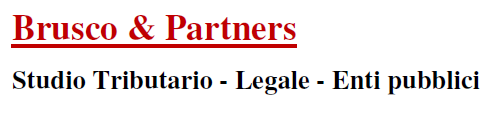 Brusco & Partners
Studio Tributario - Legale - Enti pubblici